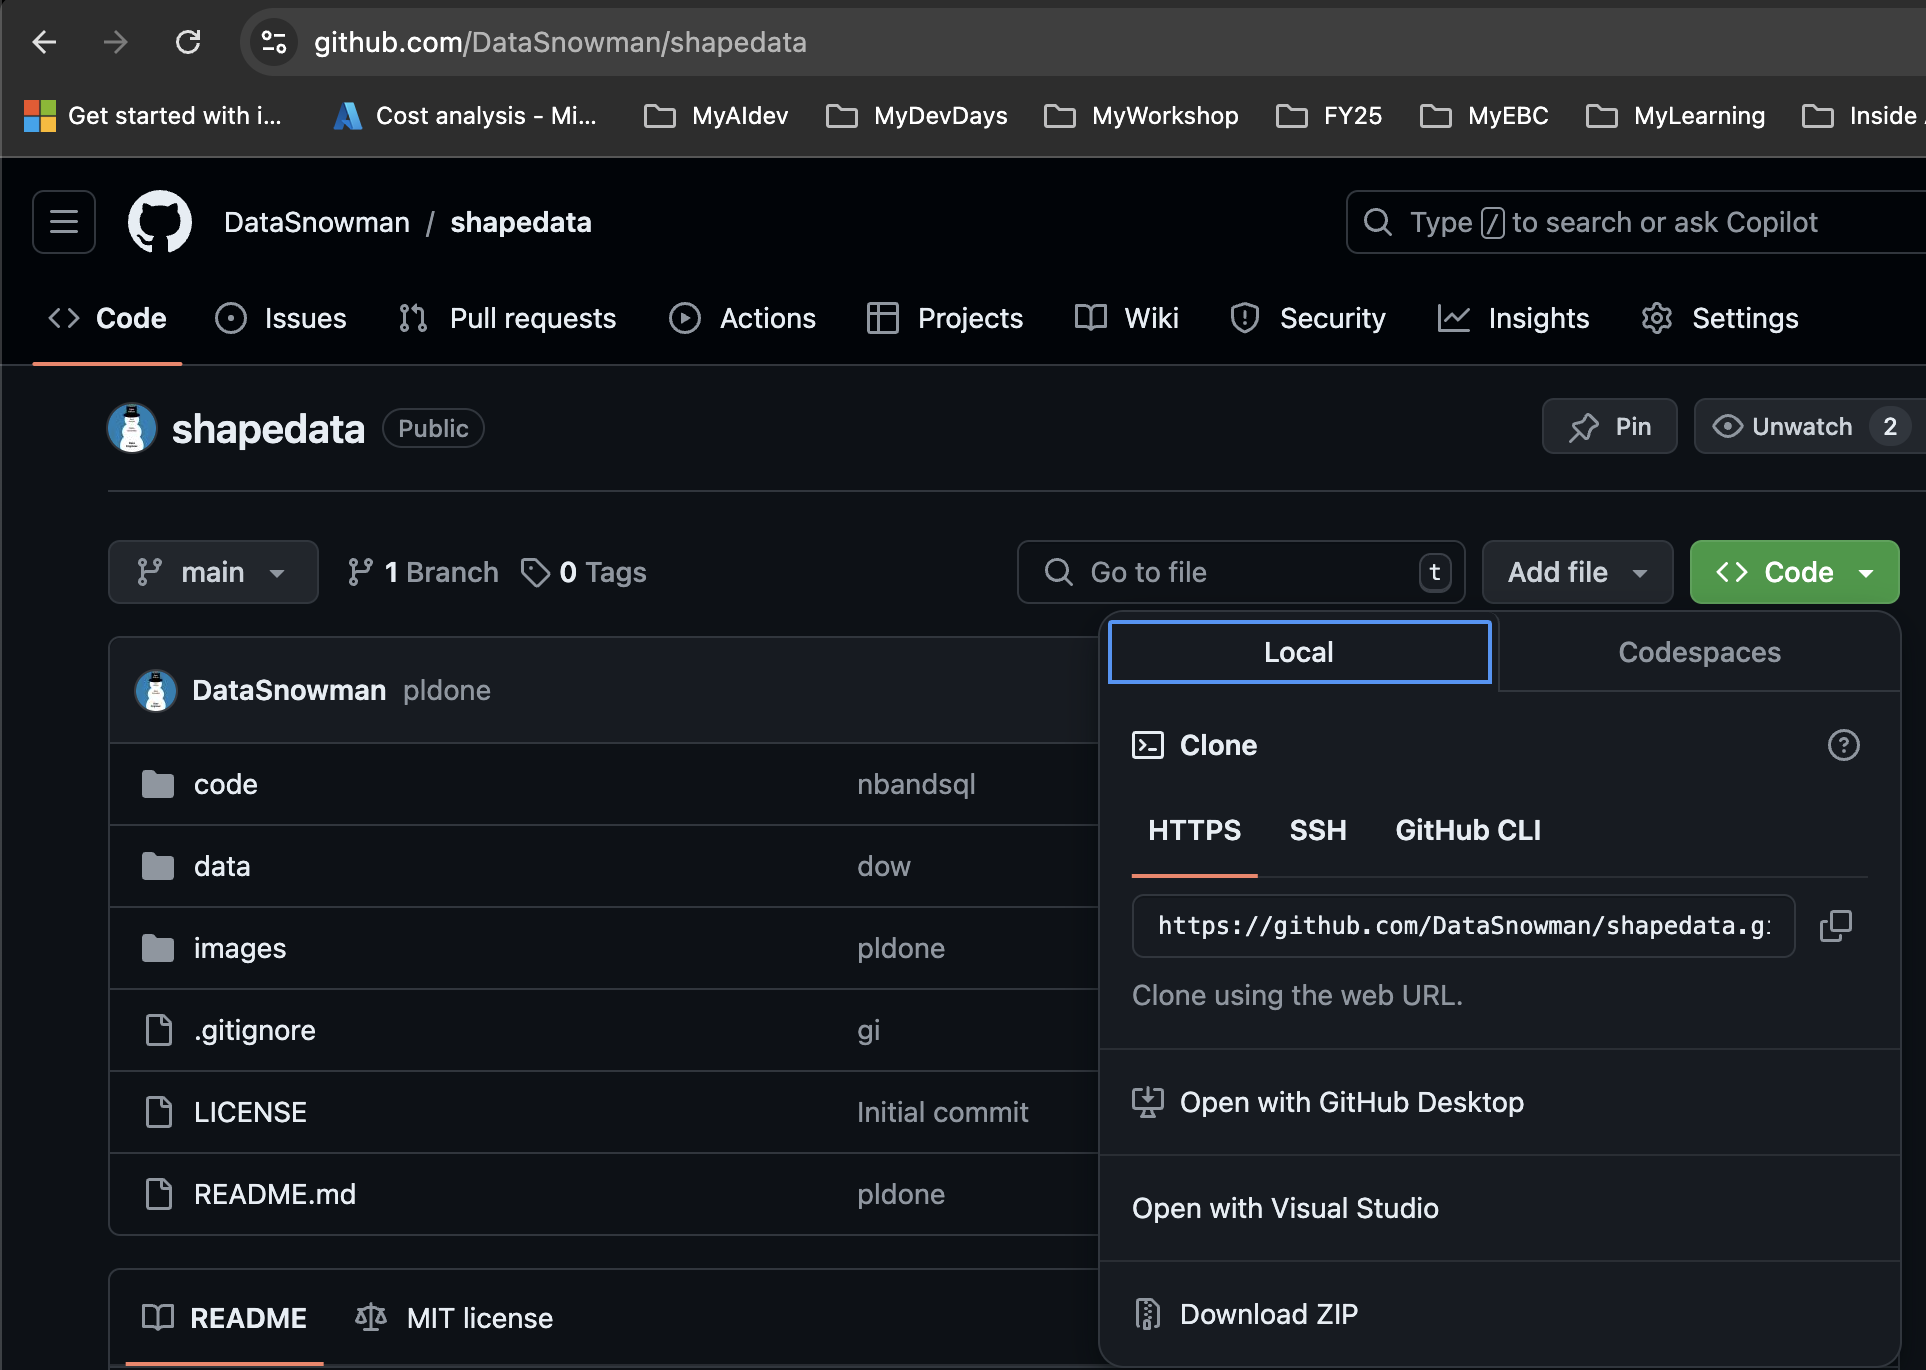 github.com/DataSnowman/shapedata
Get started with i... Cost analysis - Mi... MyAIdev MyDevDays MyWorkshop FY25 MyEBC MyLearning Inside
DataSnowman / shapedata Type / to search or ask Copilot
Code Issues Pull requests Actions Projects Wiki Security Insights Settings
shapedata Public Pin Unwatch 2
main 1 Branch 0 Tags Go to file t Add file Code
Local Codespaces
DataSnowman pldone
Clone
code nbandsql
HTTPS SSH GitHub CLI
data dow
https://github.com/DataSnowman/shapedata.gi
images pldone
Clone using the web URL.
.gitignore gi
Open with GitHub Desktop
LICENSE Initial commit
README.md pldone
Open with Visual Studio
README MIT license
Download ZIP